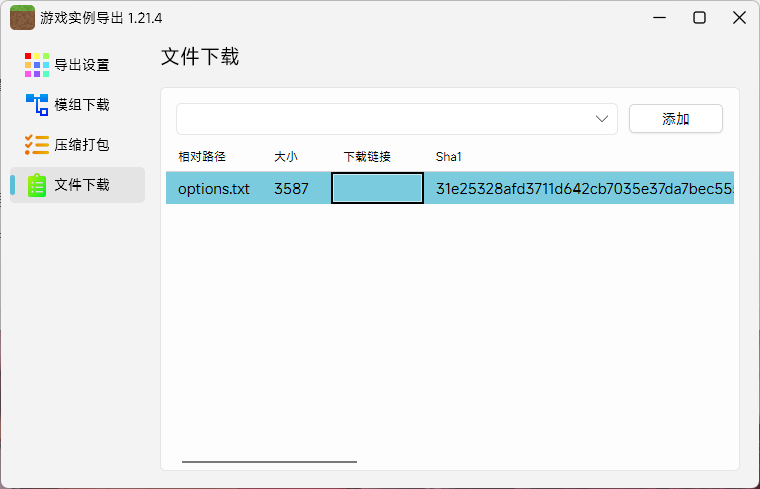 游戏实例导出 1.21.4
导出设置
模组下载
压缩打包
文件下载
文件下载
添加
相对路径 大小 下载链接 Sha1
options.txt 3587 31e25328afd3711d642cb7035e37da7bec55